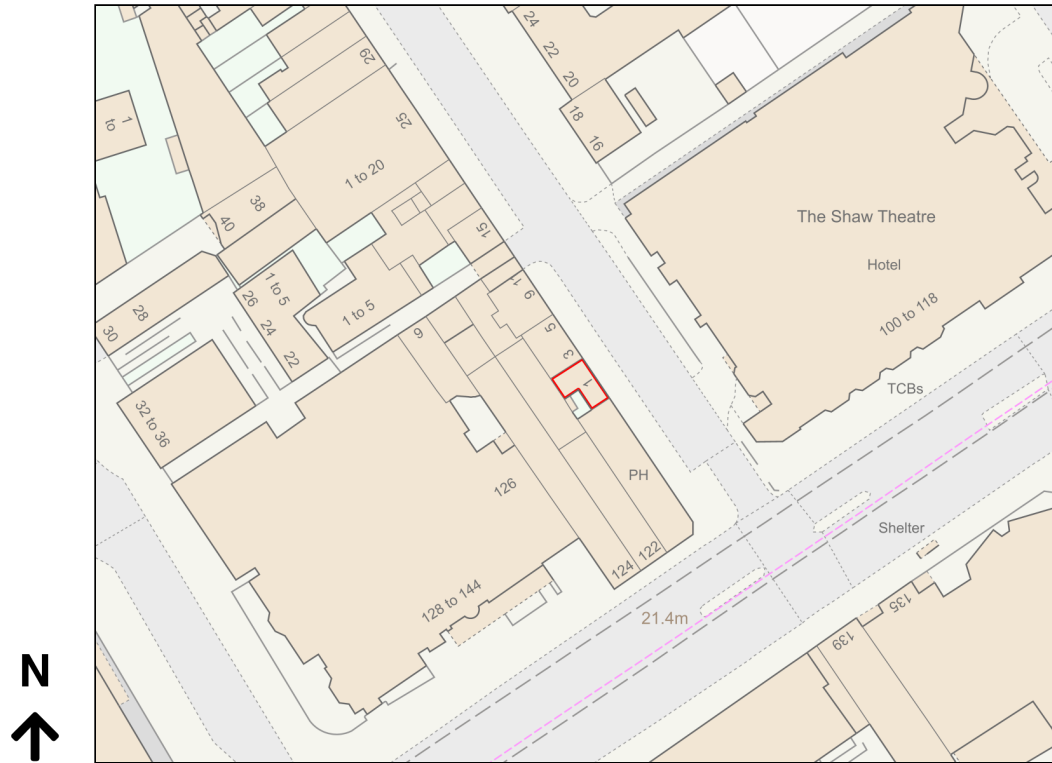 24
22
20
18
16
29
25
1 to 20
1
to
38
40
15
The Shaw Theatre
Hotel
100 to 118
1 to 5
26
24
22
1 to 5
28
30
11
9
5
3
1
9
TCBs
32 to 36
126
PH
Shelter
124
122
128 to 144
21.4m
135
139
N